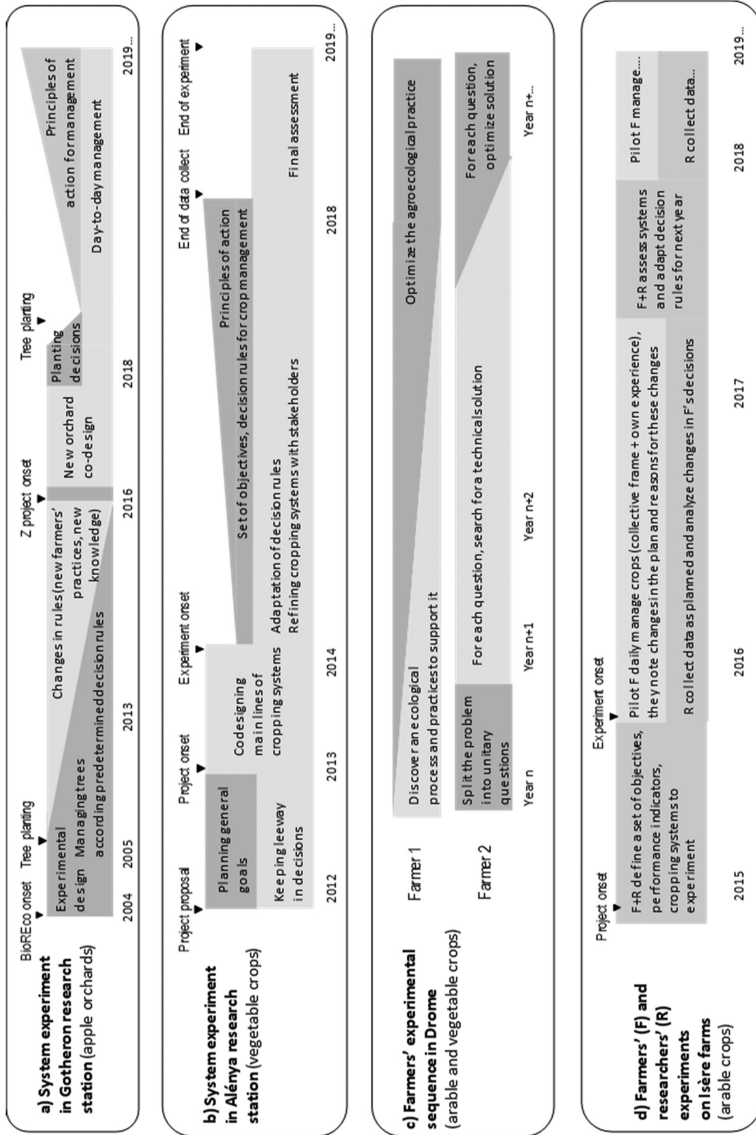 a) System experiment
in Gotheron research
station (apple orchards)
BioREco onset
Tree planting
Z project onset
Tree planting
Experimental
design
Managing trees
according predetermined decision rules
Changes in rules (new farmers'
practices, new
knowledge)
New orchard
co-design
Planting
decisions
Principles of
action for management
Day-to-day management
2004
2005
2013
2016
2018
2019...
b) System experiment
in Alénya research
station (vegetable crops)
Project proposal
Project onset
Experiment onset
End of data collect
End of experiment
Planning general
goals
Keeping leeway
in decisions
Codesigning
main lines of
cropping systems
Principles of action
Set of objectives, decision rules for crop management
Adaptation of decision rules
Refining cropping systems with stakeholders
Final assessment
2012
2013
2014
2018
2019...
c) Farmers' experimental
sequence in Drome
(arable and vegetable crops)
Farmer 1
Discover an ecological
process and practices to support it
Optimize the agroecological practice
Farmer 2
Split the problem
into unitary
questions
For each question, search for a technical solution
For each question,
optimize solution
Year n
Year n+1
Year n+2
Year n+...
d) Farmers' (F) and
researchers' (R)
experiments
on Isère farms
(arable crops)
Project onset
Experiment onset
F+R define a set of objectives,
performance indicators,
cropping systems to
experiment
Pilot F daily manage crops (collective frame + own experience),
they note changes in the plan and reasons for these changes
R collect data as planned and analyze changes in F's decisions
F+R assess systems
and adapt decision
rules for next year
Pilot F manage....
R collect data...
2015
2016
2017
2018
2019...